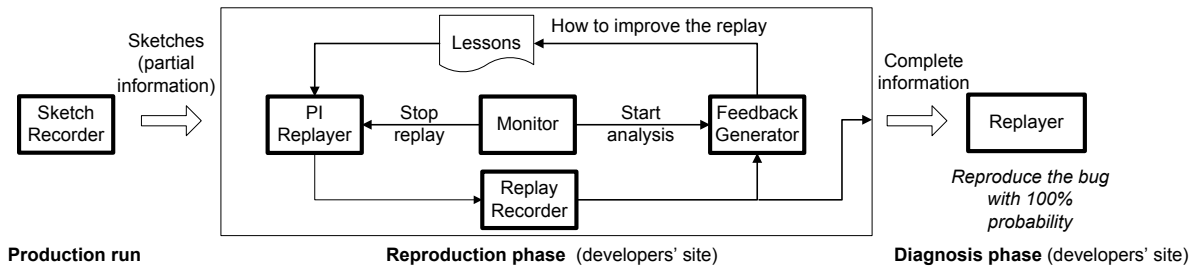 Sketches
(partial
information)
Sketch
Recorder
How to improve the replay
Lessons
PI
Replayer
Stop
replay
Monitor
Start
analysis
Feedback
Generator
Replay
Recorder
Complete
information
Replayer
Reproduce the bug
with 100%
probability
Production run
Reproduction phase (developers' site)
Diagnosis phase (developers' site)